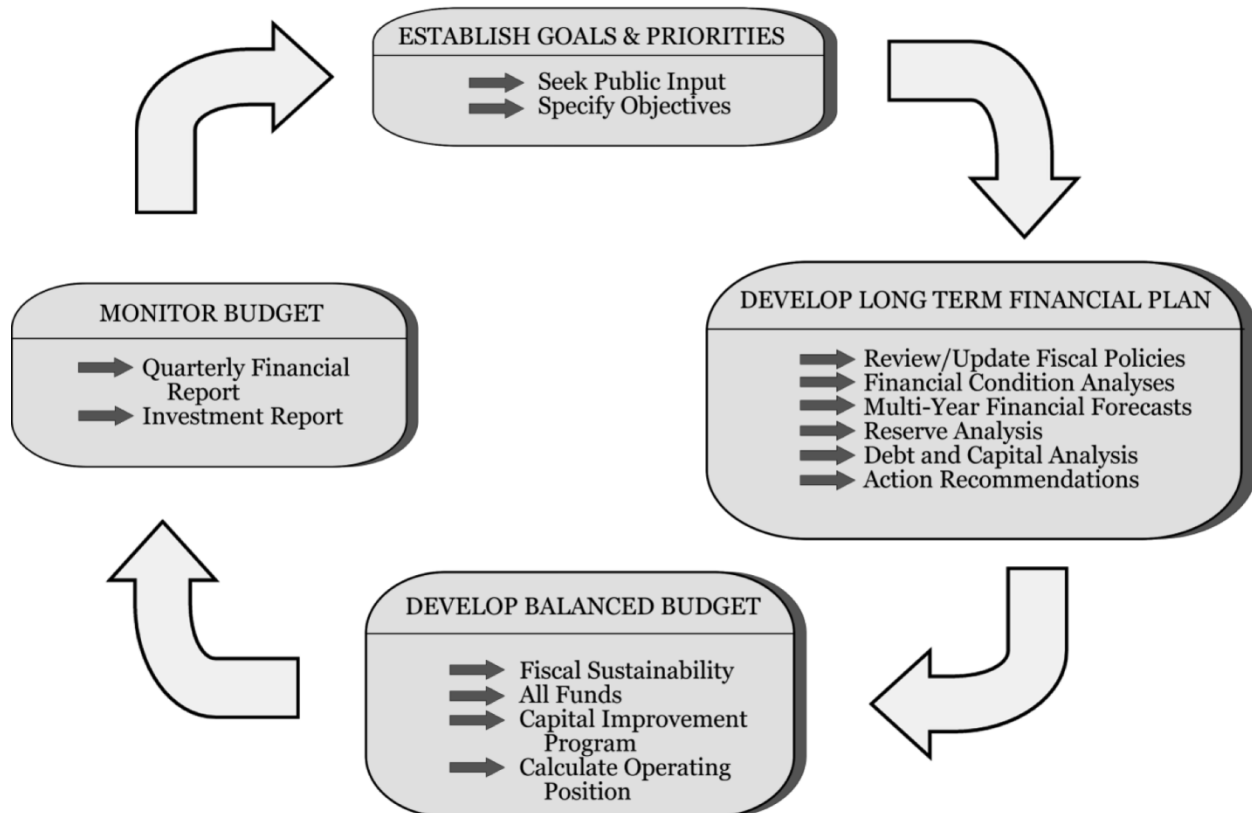 ESTABLISH GOALS & PRIORITIES
Seek Public Input
Specify Objectives
DEVELOP LONG TERM FINANCIAL PLAN
Review/Update Fiscal Policies
Financial Condition Analyses
Multi-Year Financial Forecasts
Reserve Analysis
Debt and Capital Analysis
Action Recommendations
DEVELOP BALANCED BUDGET
Fiscal Sustainability
All Funds
Capital Improvement
Program
Calculate Operating
Position
MONITOR BUDGET
Quarterly Financial
Report
Investment Report